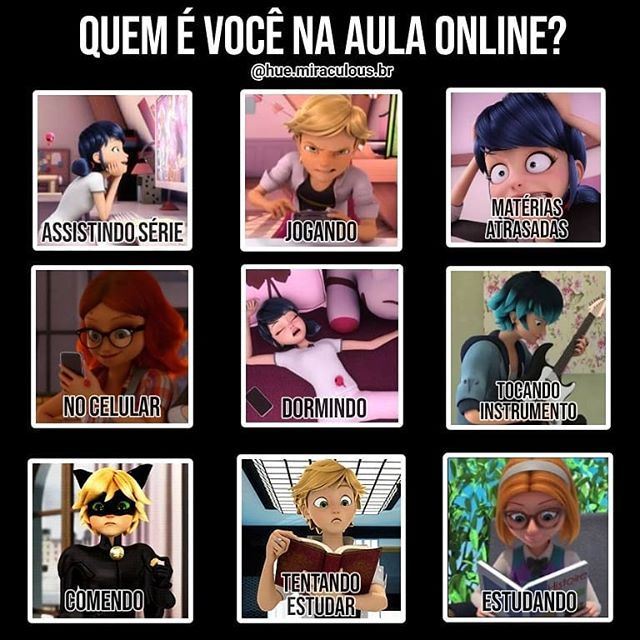 QUEM É VOCÊ NA AULA ONLINE?
@hue.miraculous.br
ASSISTINDO SÉRIE
JOGANDO
MATÉRIAS
ATRASADAS
NO CELULAR
DORMINDO
TOCANDO
INSTRUMENTO
COMENDO
TENTANDO
ESTUDAR
Histoire
ESTUDANDO